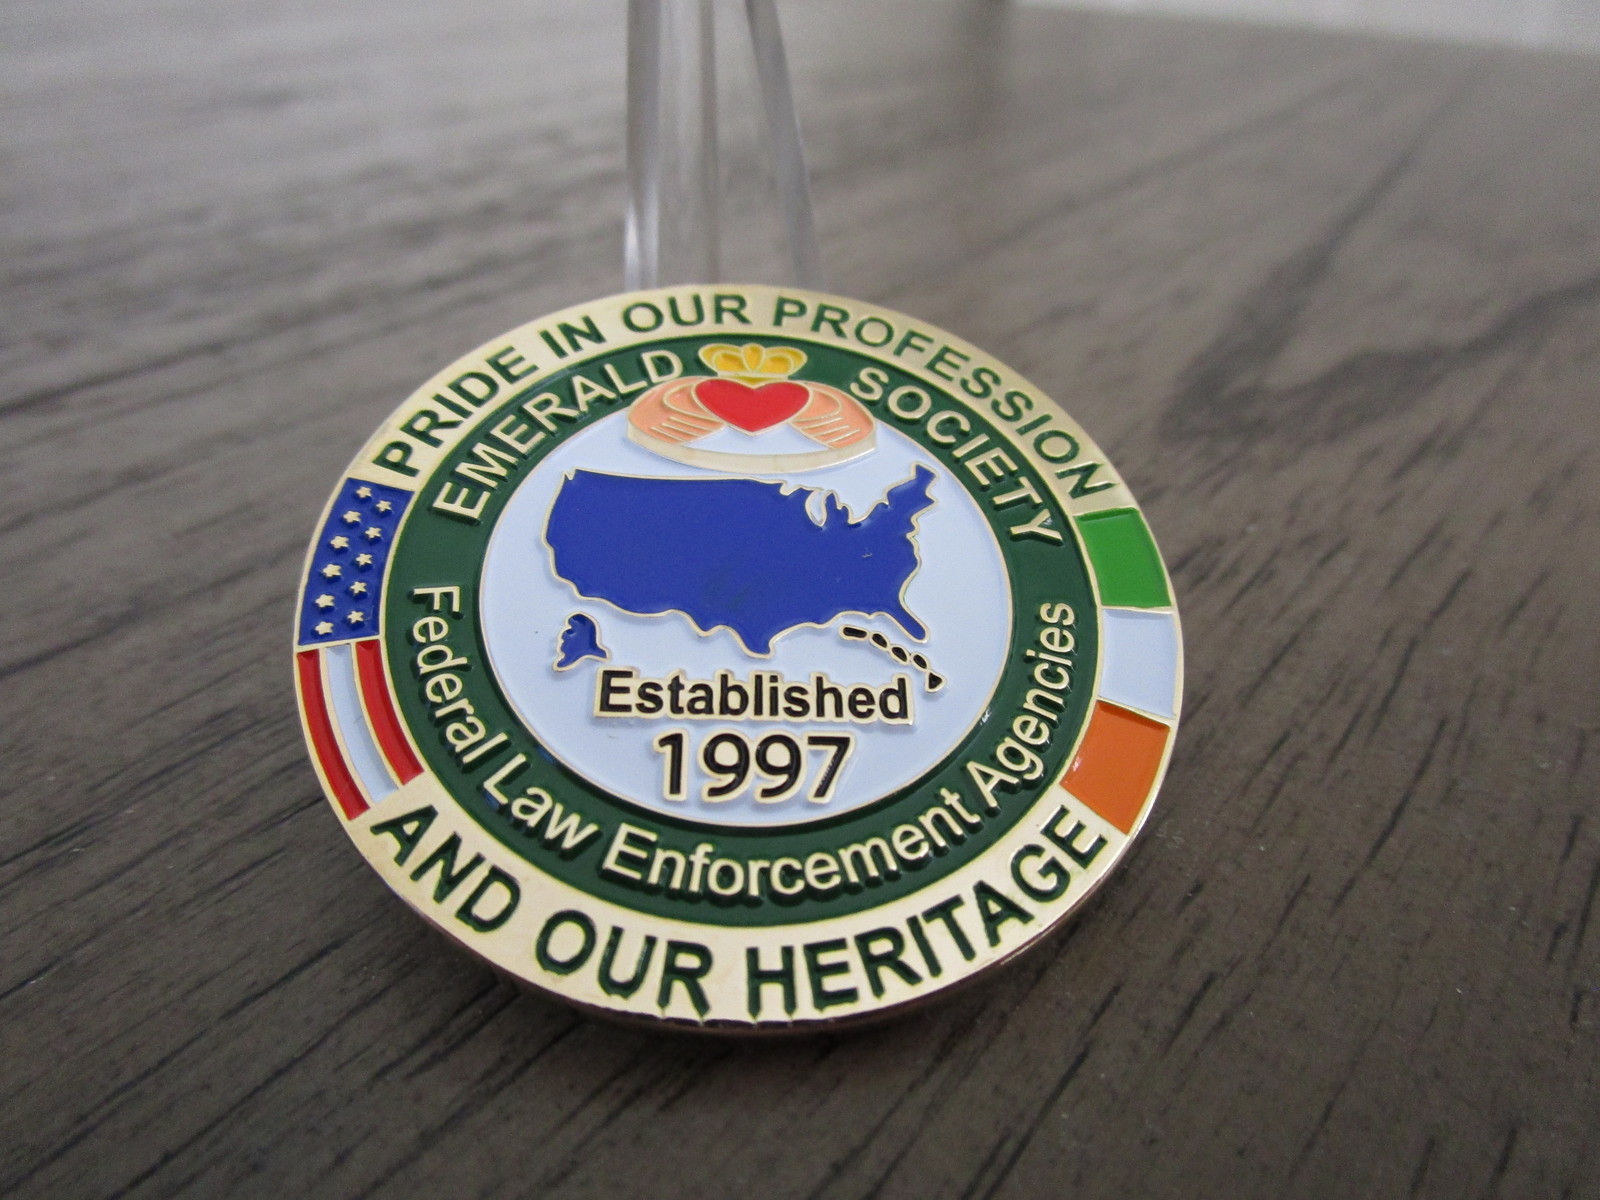 PRIDE IN OUR PROFESSION
EMERALD SOCIETY
Established
1997
Federal Law Enforcement Agencies
AND OUR HERITAGE